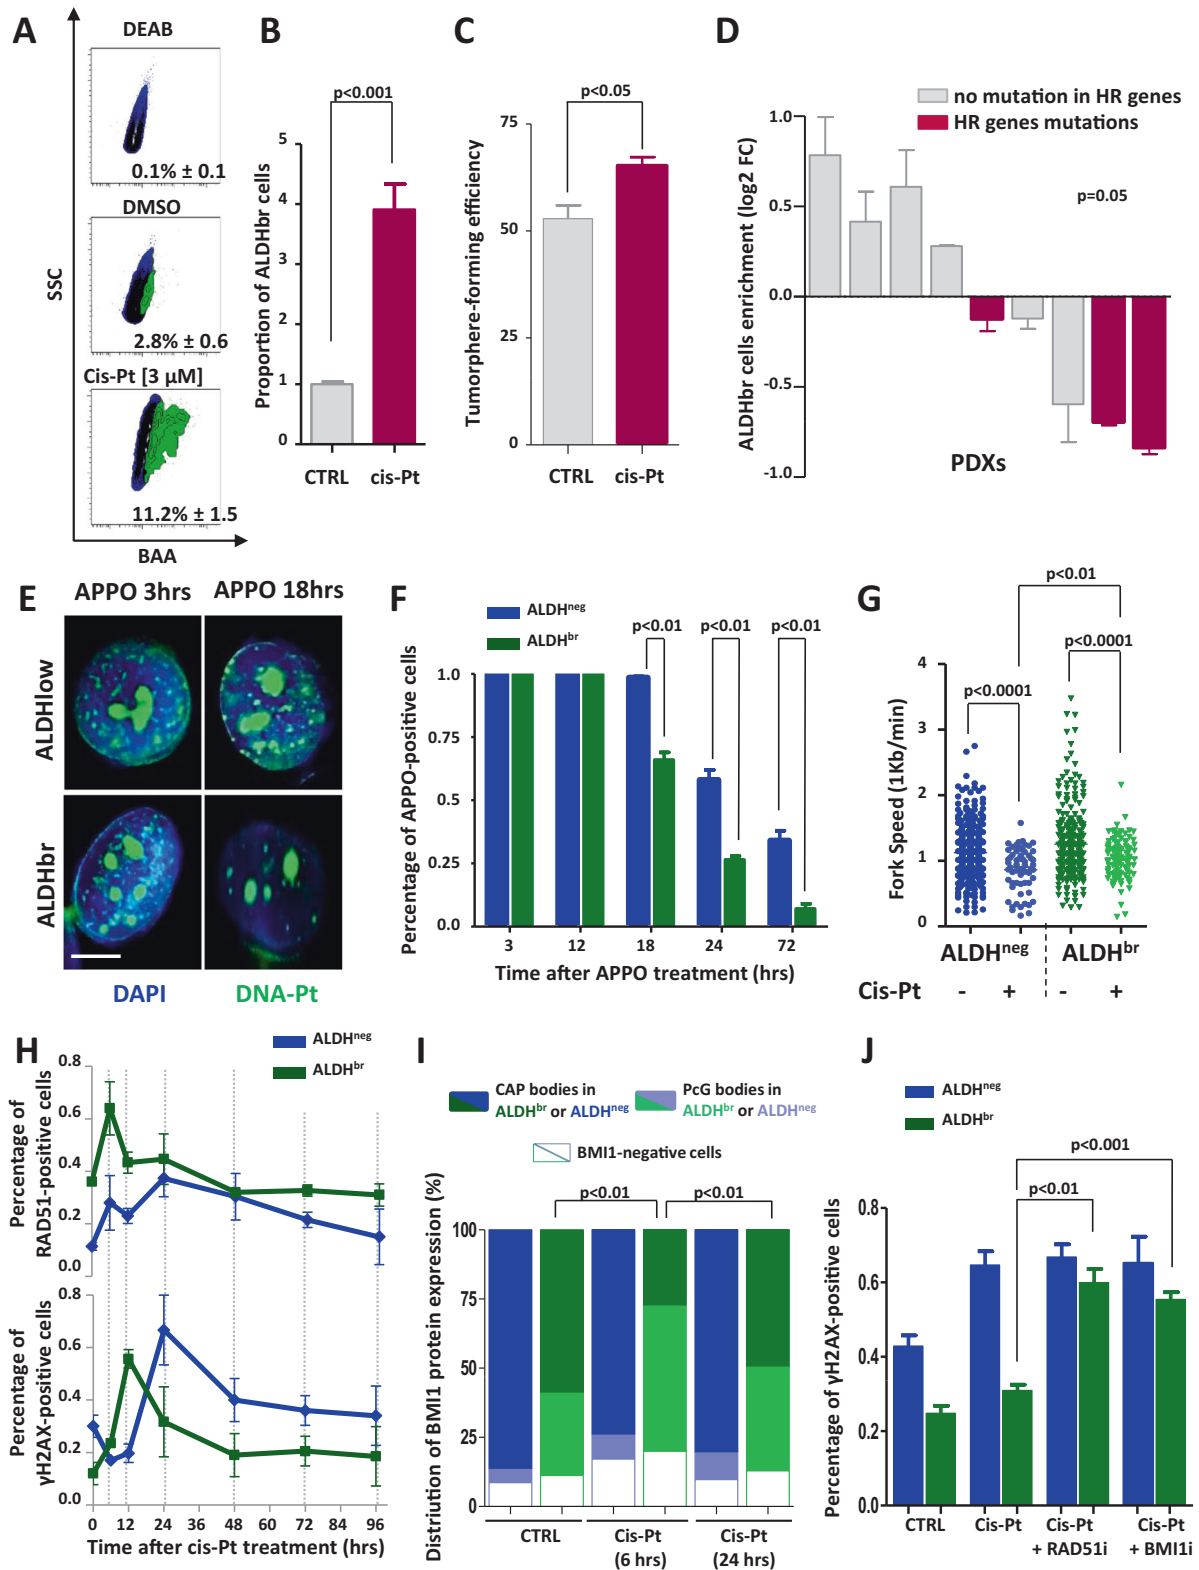 A
DEAB
0.1% ± 0.1
DMSO
2.8% ± 0.6
Cis-Pt [3 µM]
11.2% ± 1.5
SSC
BAA
B
p<0.001
Proportion of ALDHbr cells
5
4
3
2
1
0
CTRL cis-Pt
C
p<0.05
Tumorphere-forming efficiency
75
50
25
0
CTRL cis-Pt
D
no mutation in HR genes
HR genes mutations
p=0.05
ALDHbr cells enrichment (log2 FC)
1.0
0.5
0.0
-0.5
-1.0
PDXs
E
APPO 3hrs APPO 18hrs
ALDHlow
ALDHbr
DAPI DNA-Pt
F
ALDHneg
ALDHbr
p<0.01 p<0.01 p<0.01
Percentage of APPO-positive cells
1.0
0.75
0.5
0.25
0.0
3 12 18 24 72
Time after APPO treatment (hrs)
G
p<0.01
p<0.0001
p<0.0001
Fork Speed (1Kb/min)
4
3
2
1
0
ALDHneg ALDHbr
Cis-Pt - + - +
H
ALDHneg
ALDHbr
Percentage of
RAD51-positive cells
0.8
0.6
0.4
0.2
0.0
Percentage of
γH2AX-positive cells
0.8
0.6
0.4
0.2
0.0
0 12 24 36 48 60 72 84 96
Time after cis-Pt treatment (hrs)
I
CAP bodies in
ALDHbr or ALDHneg
PcG bodies in
ALDHbr or ALDHneg
BMI1-negative cells
p<0.01 p<0.01
Distriution of BMI1 protein expression (%)
100
75
50
25
0
CTRL Cis-Pt Cis-Pt
(6 hrs) (24 hrs)
J
ALDHneg
ALDHbr
p<0.001
p<0.01
Percentage of γH2AX-positive cells
0.8
0.6
0.4
0.2
0.0
CTRL Cis-Pt Cis-Pt Cis-Pt
+ RAD51i + BMI1i